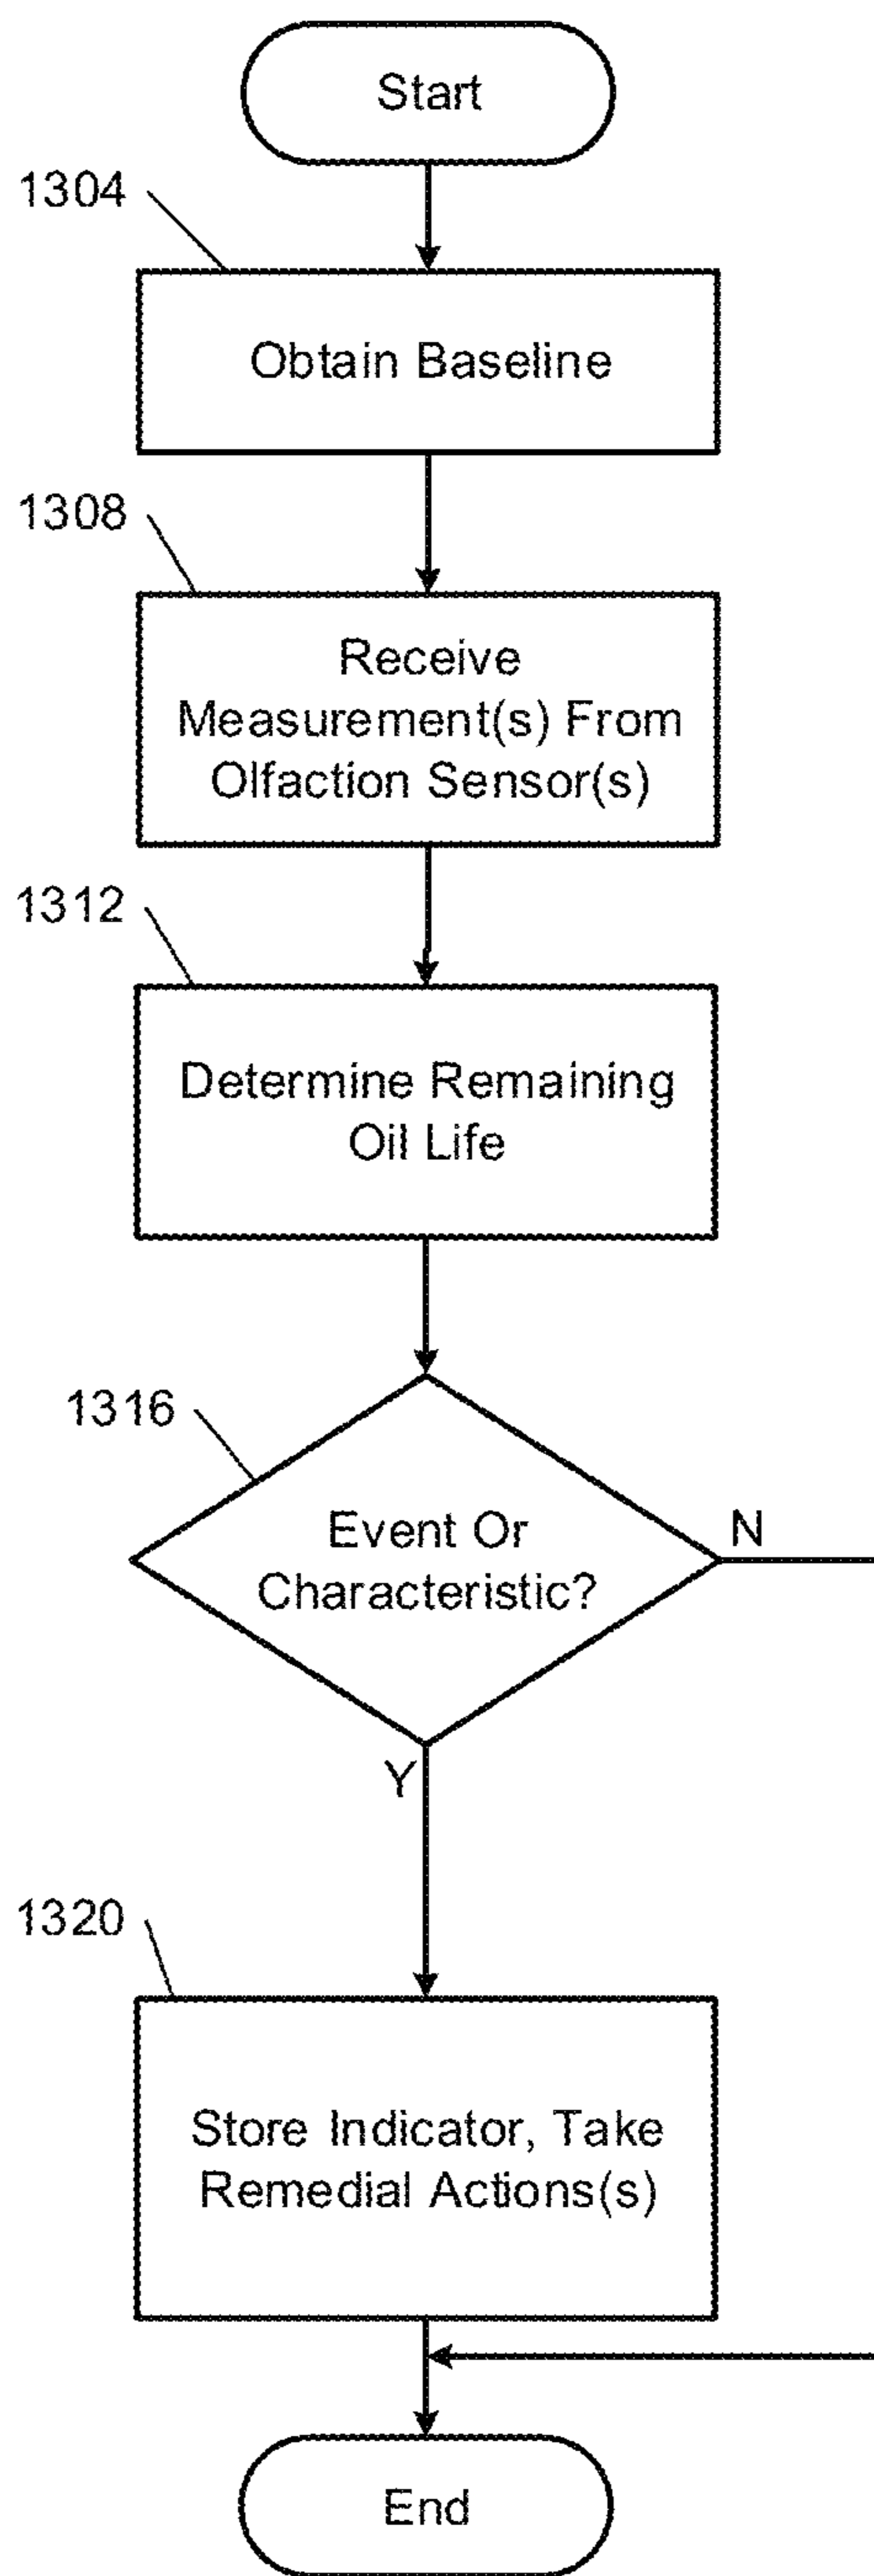 Start
1304
Obtain Baseline
1308
Receive
Measurement(s) From
Olfaction Sensor(s)
1312
Determine Remaining
Oil Life
1316
Event Or
Characteristic?
N
Y
1320
Store Indicator, Take
Remedial Actions(s)
End